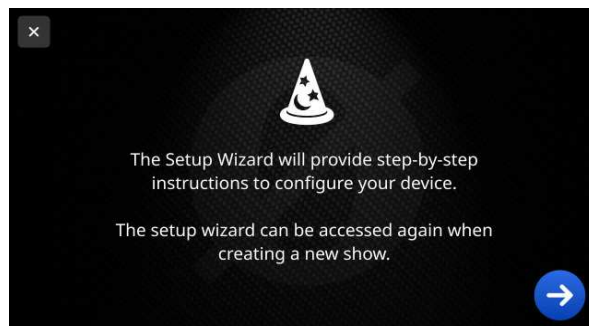 The Setup Wizard will provide step-by-step
instructions to configure your device.
The setup wizard can be accessed again when
creating a new show.